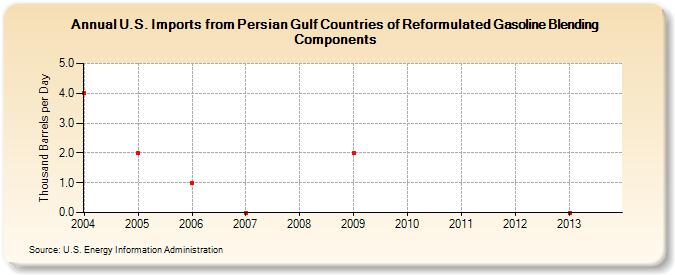 Annual U.S. Imports from Persian Gulf Countries of Reformulated Gasoline Blending
Components
Thousand Barrels per Day
5.0
4.0
3.0
2.0
1.0
0.0
2004 2005 2006 2007 2008 2009 2010 2011 2012 2013
Source: U.S. Energy Information Administration